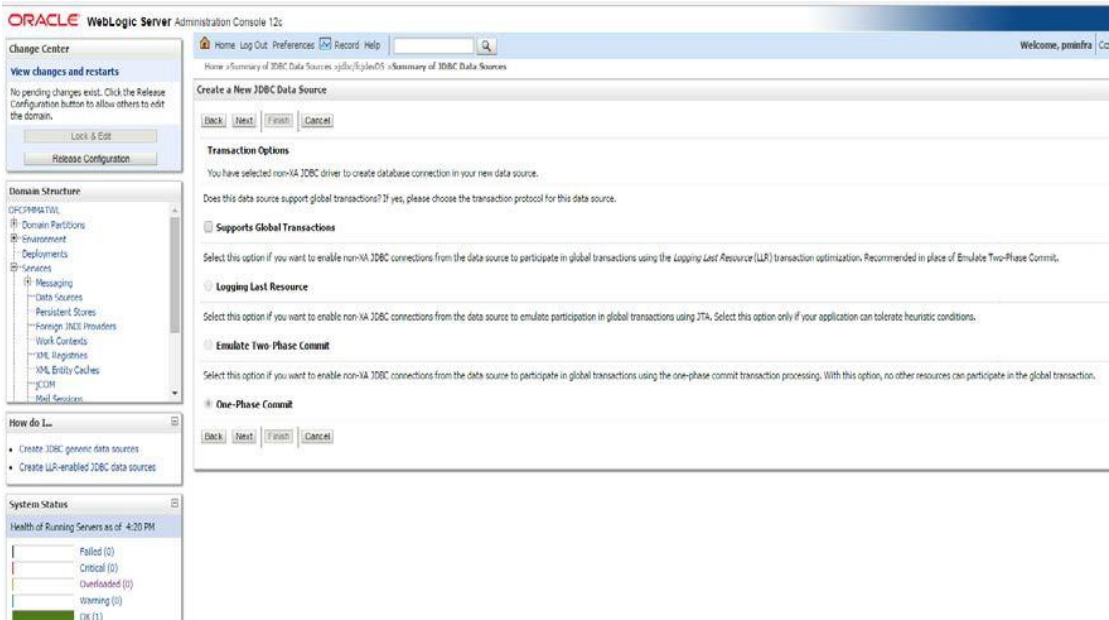 ORACLE WebLogic Server Administration Console 12c
Change Center
View changes and restarts
No pending changes exist. Click the Release
Configuration button to allow others to edit
the domain.
Lock & Edit
Release Configuration
Domain Structure
OFCPMMATWL
Domain Partitions
Environment
Deployments
Services
Messaging
Data Sources
Persistent Stores
Foreign JNDI Providers
Work Contexts
XML Registries
XML Entity Caches
jCOM
Mail Sessions
How do I...
Create JDBC generic data sources
Create LLR-enabled JDBC data sources
System Status
Health of Running Servers as of 4:20 PM
Failed (0)
Critical (0)
Overloaded (0)
Warning (0)
OK (1)
Home Log Out Preferences Record Help
Welcome, pminfra
Home >Summary of JDBC Data Sources >Summary of JDBC Data Sources
Create a New JDBC Data Source
Back Next Finish Cancel
Transaction Options
You have selected non-XA JDBC driver to create database connection in your new data source.
Does this data source support global transactions? If yes, please choose the transaction protocol for this data source.
Supports Global Transactions
Select this option if you want to enable non-XA JDBC connections from the data source to participate in global transactions using the Logging Last Resource (LLR) transaction optimization. Recommended in place of Emulate Two-Phase Commit.
Logging Last Resource
Select this option if you want to enable non-XA JDBC connections from the data source to emulate participation in global transactions using JTA. Select this option only if your application can tolerate heuristic conditions.
Emulate Two-Phase Commit
Select this option if you want to enable non-XA JDBC connections from the data source to participate in global transactions using the one-phase commit transaction processing. With this option, no other resources can participate in the global transaction.
One-Phase Commit
Back Next Finish Cancel